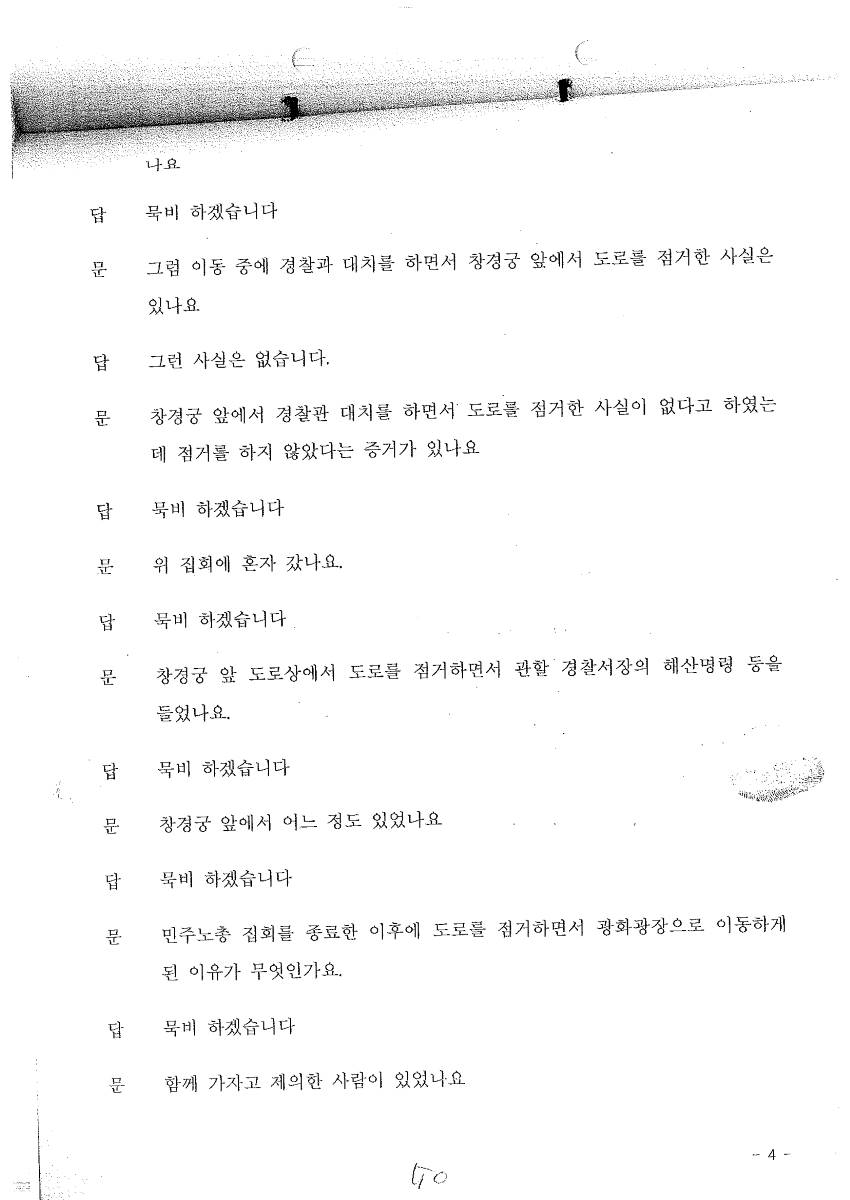 나요
답 묵비 하겠습니다
문 그럼 이동 중에 경찰과 대치를 하면서 창경궁 앞에서 도로를 점거한 사실은
있나요
답 그런 사실은 없습니다.
문 창경궁 앞에서 경찰관 대치를 하면서 도로를 점거한 사실이 없다고 하였는
데 점거를 하지 않았다는 증거가 있나요
답 묵비 하겠습니다
문 위 집회에 혼자 갔나요.
답 묵비 하겠습니다
문 창경궁 앞 도로상에서 도로를 점거하면서 관할 경찰서장의 해산명령 등을
들었나요.
답 묵비 하겠습니다
문 창경궁 앞에서 어느 정도 있었나요
답 묵비 하겠습니다
문 민주노총 집회를 종료한 이후에 도로를 점거하면서 광화광장으로 이동하게
된 이유가 무엇인가요.
답 묵비 하겠습니다
문 함께 가자고 제의한 사람이 있었나요
- 4 -